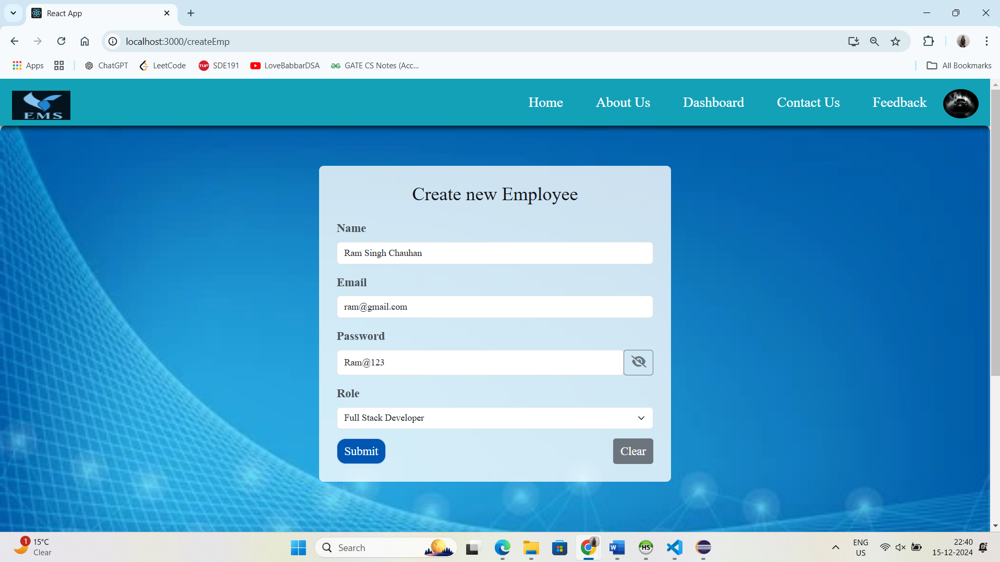 React App
localhost:3000/createEmp
Apps
ChatGPT
LeetCode
TUF
SDE191
LoveBabbarDSA
GATE CS Notes (Acc...
All Bookmarks
EMS
Home
About Us
Dashboard
Contact Us
Feedback
Create new Employee
Name
Ram Singh Chauhan
Email
ram@gmail.com
Password
Ram@123
Role
Full Stack Developer
Submit
Clear
1
15°C
Clear
Search
W
HS
ENG
US
22:40
15-12-2024